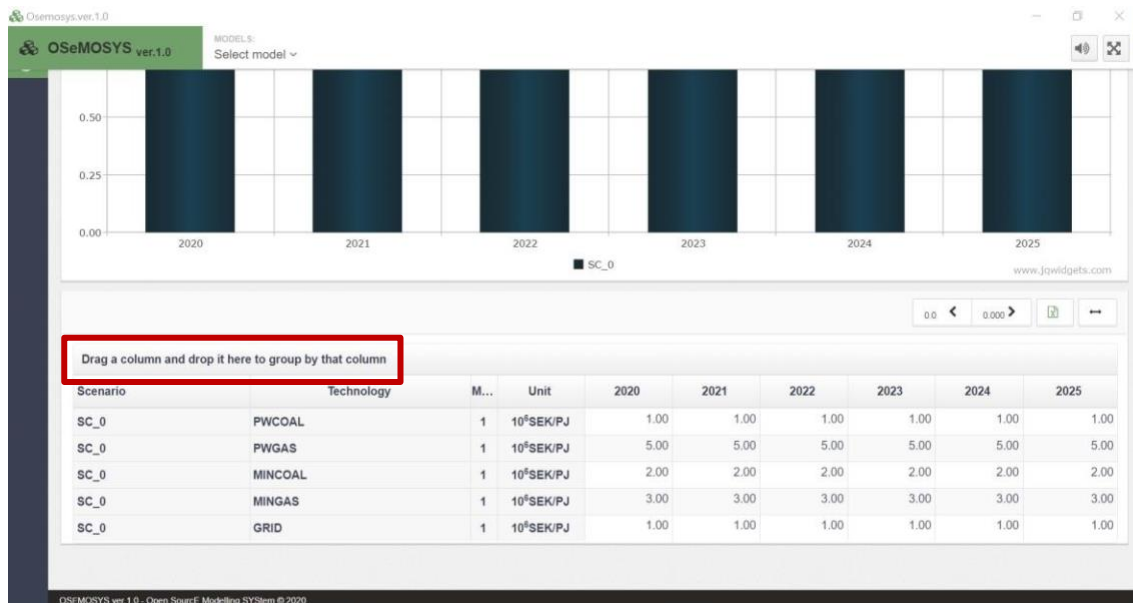 Osemosys.ver.1.0
OSeMOSYS ver.1.0
MODELS:
Select model
0.50
0.25
0.00
2020 2021 2022 2023 2024 2025
SC_0
www.jqwidgets.com
0.0 0.000
Drag a column and drop it here to group by that column
Scenario Technology M... Unit 2020 2021 2022 2023 2024 2025
SC_0 PWCOAL 1 10⁶SEK/PJ 1.00 1.00 1.00 1.00 1.00 1.00
SC_0 PWGAS 1 10⁶SEK/PJ 5.00 5.00 5.00 5.00 5.00 5.00
SC_0 MINCOAL 1 10⁶SEK/PJ 2.00 2.00 2.00 2.00 2.00 2.00
SC_0 MINGAS 1 10⁶SEK/PJ 3.00 3.00 3.00 3.00 3.00 3.00
SC_0 GRID 1 10⁶SEK/PJ 1.00 1.00 1.00 1.00 1.00 1.00
OSEMOSYS ver.1.0 - Open SourcE Modelling SYStem © 2020